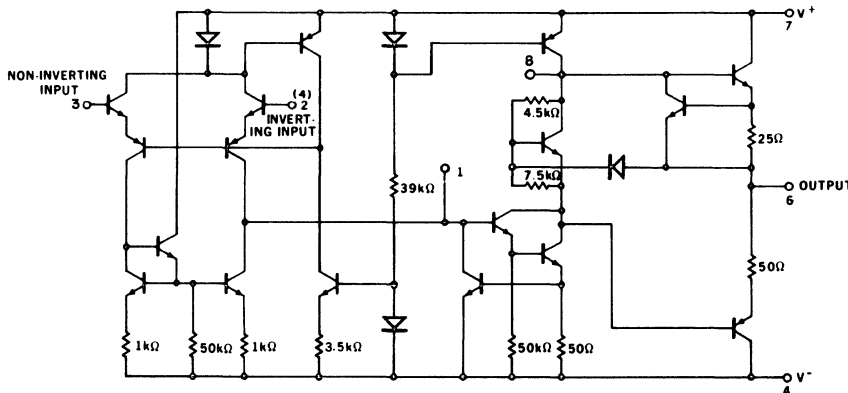 V+
7
8
NON-INVERTING
INPUT
3
(4)
2
INVERT-
ING INPUT
4.5kΩ
25Ω
7.5kΩ
1
39kΩ
OUTPUT
6
50Ω
1kΩ
50kΩ
1kΩ
3.5kΩ
50kΩ
50Ω
V-
4